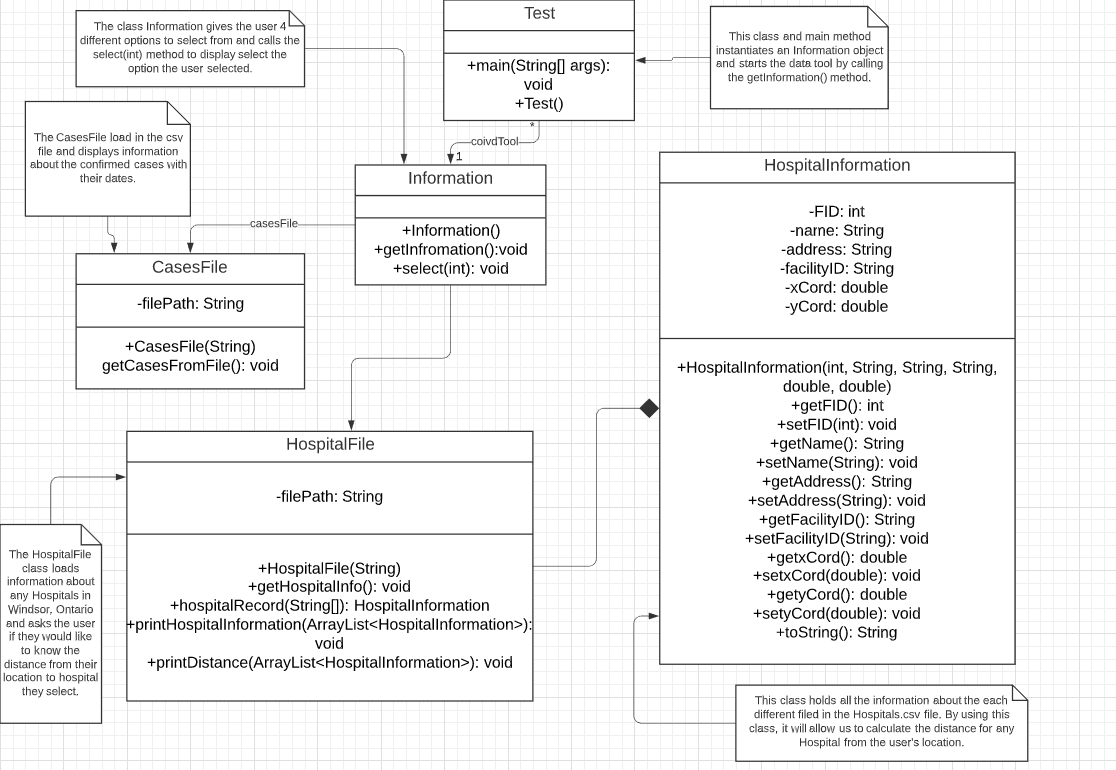 The class Information gives the user 4
different options to select from and calls the
select(int) method to display select the
option the user selected.
Test
+main(String[] args):
void
+Test()
This class and main method
instantiates an Information object
and starts the data tool by calling
the getInformation() method.
*
coivdTool
1
The CasesFile load in the csv
file and displays information
about the confirmed cases with
their dates.
Information
+Information()
+getInfromation():void
+select(int): void
casesFile
CasesFile
-filePath: String
+CasesFile(String)
getCasesFromFile(): void
HospitalInformation
-FID: int
-name: String
-address: String
-facilityID: String
-xCord: double
-yCord: double
+HospitalInformation(int, String, String, String,
double, double)
+getFID(): int
+setFID(int): void
+getName(): String
+setName(String): void
+getAddress(): String
+setAddress(String): void
+getFacilityID(): String
+setFacilityID(String): void
+getxCord(): double
+setxCord(double): void
+getyCord(): double
+setyCord(double): void
+toString(): String
HospitalFile
-filePath: String
+HospitalFile(String)
+getHospitalInfo(): void
+hospitalRecord(String[]): HospitalInformation
+printHospitalInformation(ArrayList<HospitalInformation>):
void
+printDistance(ArrayList<HospitalInformation>): void
The HospitalFile
class loads
information about
any Hospitals in
Windsor, Ontario
and asks the user
if they would like
to know the
distance from their
location to hospital
they select.
This class holds all the information about the each
different filed in the Hospitals.csv file. By using this
class, it will allow us to calculate the distance for any
Hospital from the user's location.